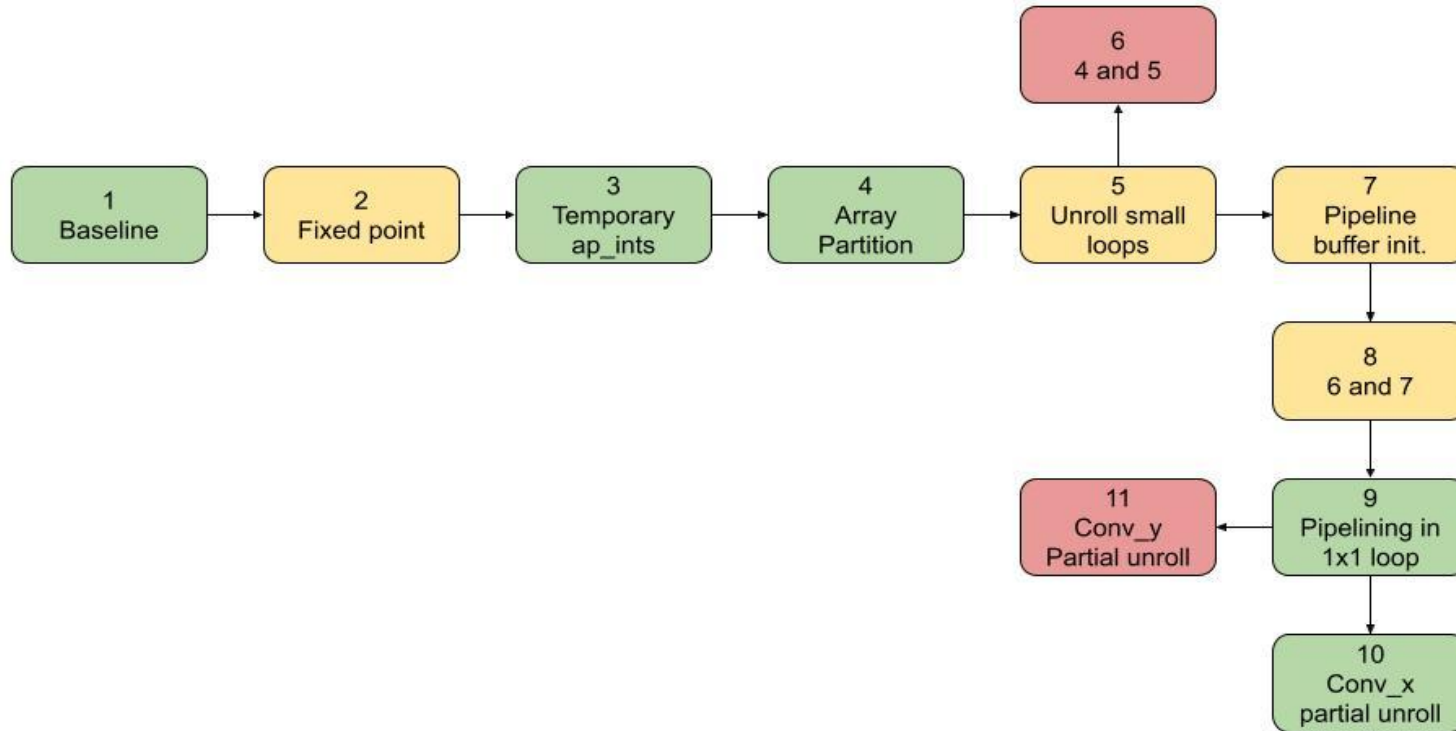 6
4 and 5
1
Baseline
2
Fixed point
3
Temporary
ap_ints
4
Array
Partition
5
Unroll small
loops
7
Pipeline
buffer init.
8
6 and 7
11
Conv_y
Partial unroll
9
Pipelining in
1x1 loop
10
Conv_x
partial unroll